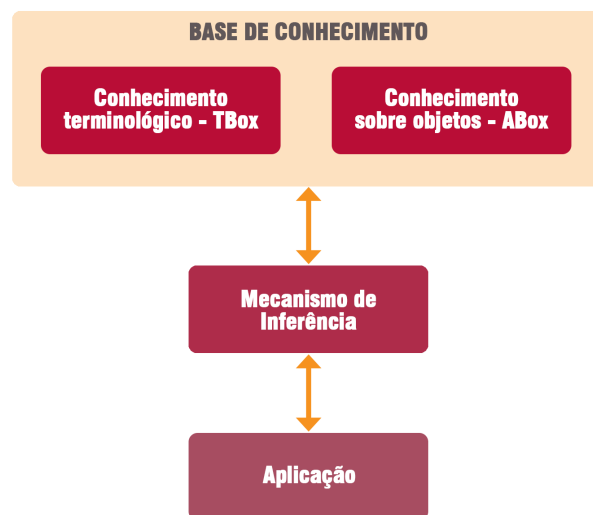 BASE DE CONHECIMENTO
Conhecimento
terminológico - TBox
Conhecimento
sobre objetos - ABox
Mecanismo de
Inferência
Aplicação